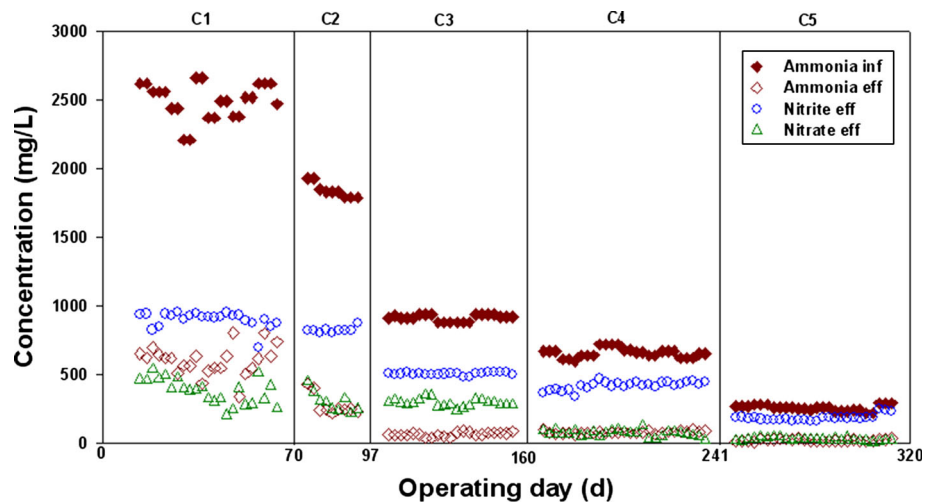 C1 C2 C3 C4 C5
3000
2500
2000
1500
1000
500
0
Concentration (mg/L)
Ammonia inf
Ammonia eff
Nitrite eff
Nitrate eff
0 70 97 160 241 320
Operating day (d)